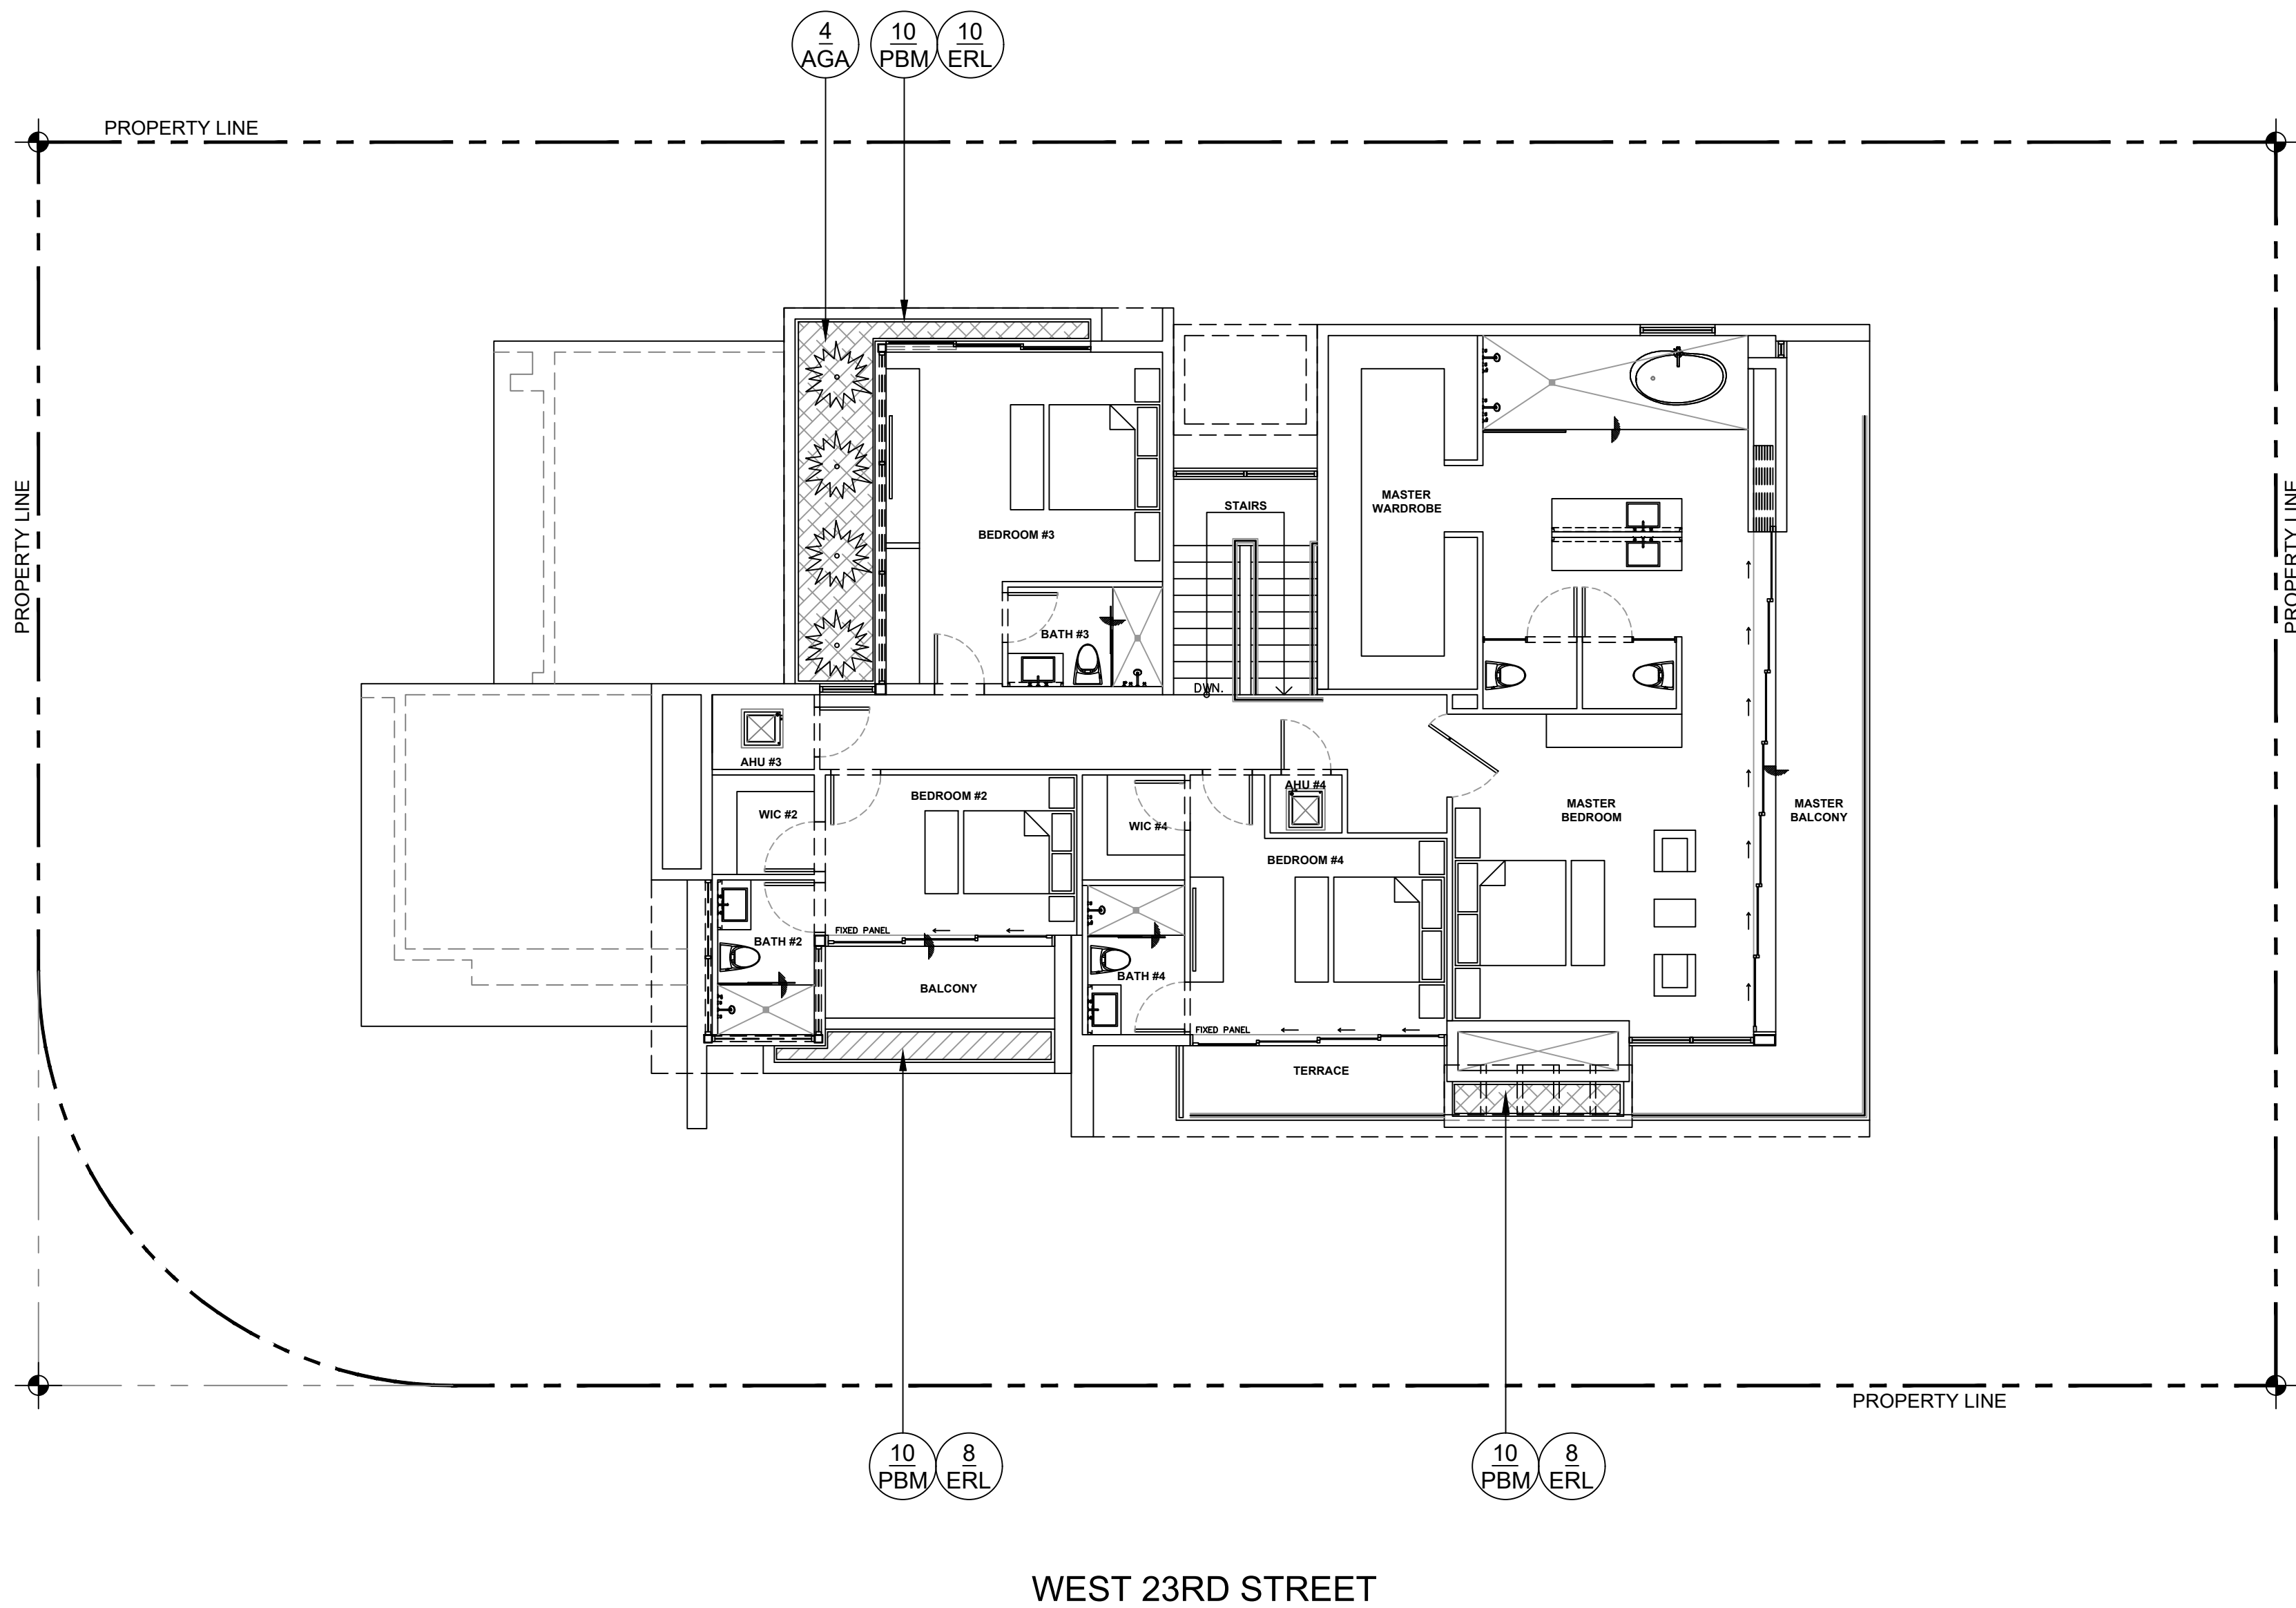 4
AGA
10
PBM
10
ERL
PROPERTY LINE
PROPERTY LINE
PROPERTY LINE
MASTER
WARDROBE
STAIRS
BEDROOM #3
BATH #3
DWN.
AHU #3
AHU #4
BEDROOM #2
WIC #2
WIC #4
MASTER
BEDROOM
MASTER
BALCONY
BEDROOM #4
FIXED PANEL
BATH #2
BATH #4
BALCONY
FIXED PANEL
TERRACE
PROPERTY LINE
10
PBM
8
ERL
10
PBM
8
ERL
WEST 23RD STREET